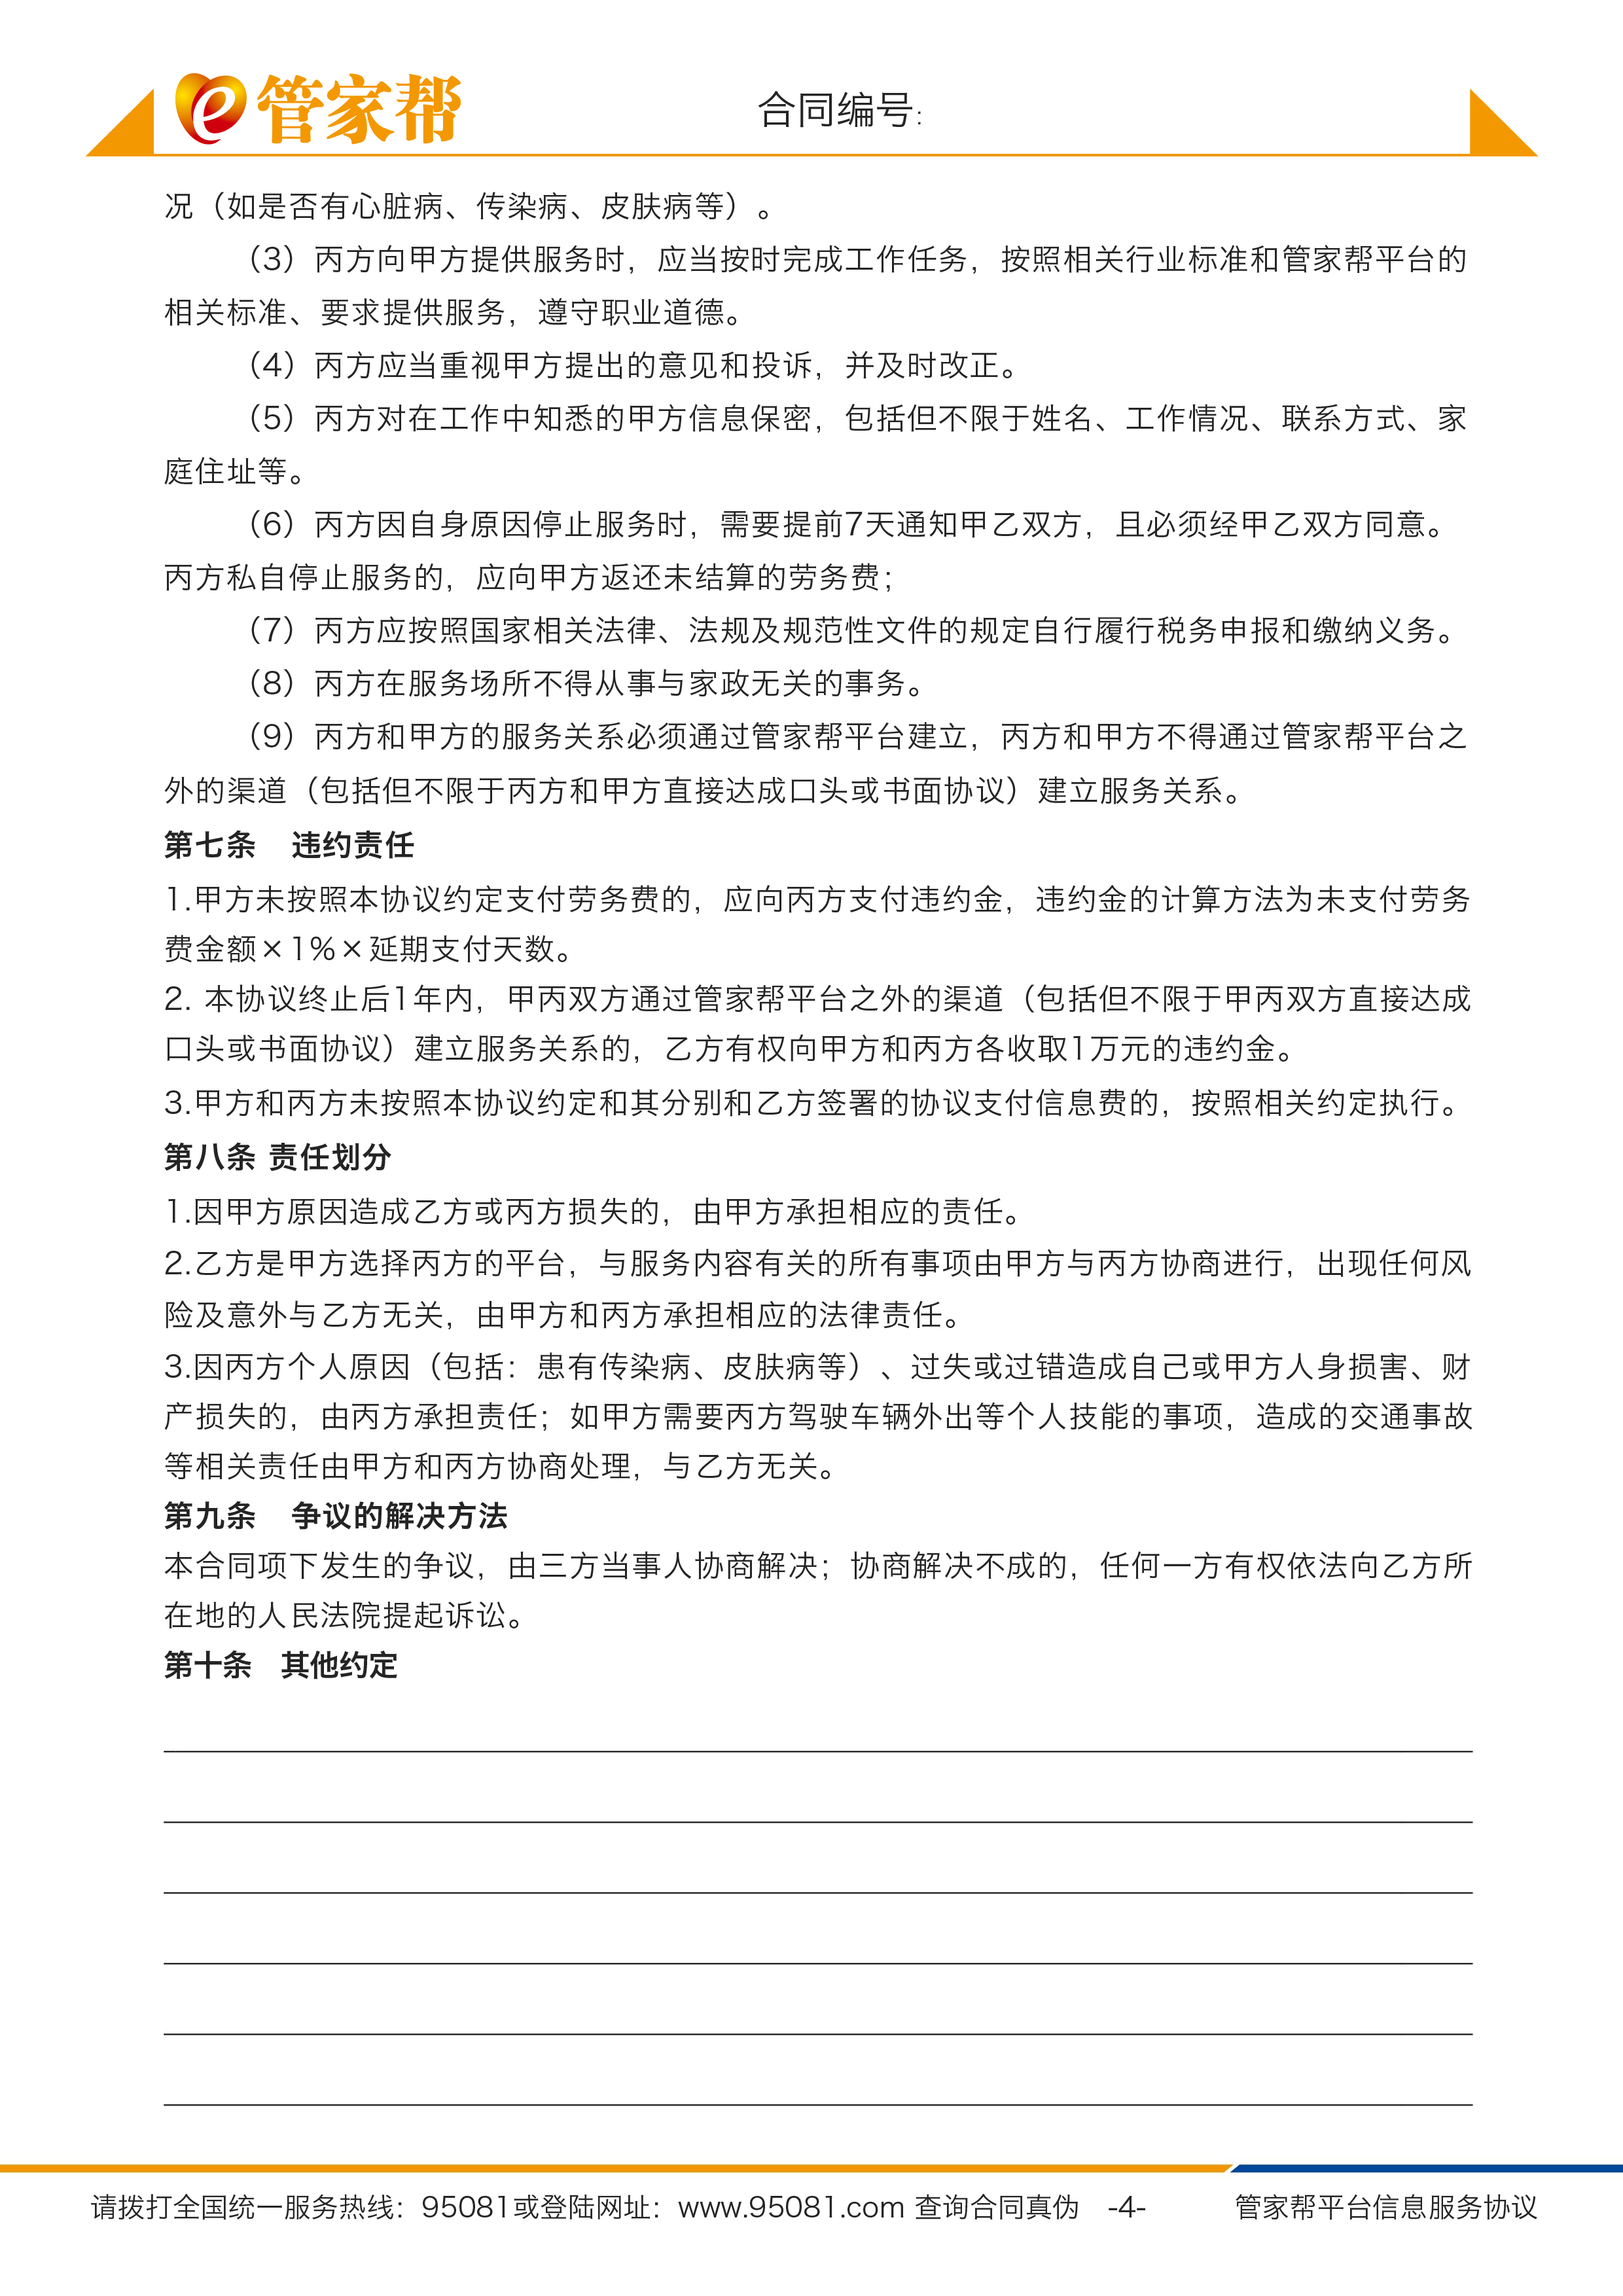 e管家帮
合同编号:
况（如是否有心脏病、传染病、皮肤病等）。
（3）丙方向甲方提供服务时，应当按时完成工作任务，按照相关行业标准和管家帮平台的
相关标准、要求提供服务，遵守职业道德。
（4）丙方应当重视甲方提出的意见和投诉，并及时改正。
（5）丙方对在工作中知悉的甲方信息保密，包括但不限于姓名、工作情况、联系方式、家
庭住址等。
（6）丙方因自身原因停止服务时，需要提前7天通知甲乙双方，且必须经甲乙双方同意。
丙方私自停止服务的，应向甲方返还未结算的劳务费；
（7）丙方应按照国家相关法律、法规及规范性文件的规定自行履行税务申报和缴纳义务。
（8）丙方在服务场所不得从事与家政无关的事务。
（9）丙方和甲方的服务关系必须通过管家帮平台建立，丙方和甲方不得通过管家帮平台之
外的渠道（包括但不限于丙方和甲方直接达成口头或书面协议）建立服务关系。
第七条　违约责任
1.甲方未按照本协议约定支付劳务费的，应向丙方支付违约金，违约金的计算方法为未支付劳务
费金额×1%×延期支付天数。
2. 本协议终止后1年内，甲丙双方通过管家帮平台之外的渠道（包括但不限于甲丙双方直接达成
口头或书面协议）建立服务关系的，乙方有权向甲方和丙方各收取1万元的违约金。
3.甲方和丙方未按照本协议约定和其分别和乙方签署的协议支付信息费的，按照相关约定执行。
第八条 责任划分
1.因甲方原因造成乙方或丙方损失的，由甲方承担相应的责任。
2.乙方是甲方选择丙方的平台，与服务内容有关的所有事项由甲方与丙方协商进行，出现任何风
险及意外与乙方无关，由甲方和丙方承担相应的法律责任。
3.因丙方个人原因（包括：患有传染病、皮肤病等）、过失或过错造成自己或甲方人身损害、财
产损失的，由丙方承担责任；如甲方需要丙方驾驶车辆外出等个人技能的事项，造成的交通事故
等相关责任由甲方和丙方协商处理，与乙方无关。
第九条　争议的解决方法
本合同项下发生的争议，由三方当事人协商解决；协商解决不成的，任何一方有权依法向乙方所
在地的人民法院提起诉讼。
第十条　其他约定
请拨打全国统一服务热线：95081或登陆网址：www.95081.com 查询合同真伪　-4-　管家帮平台信息服务协议